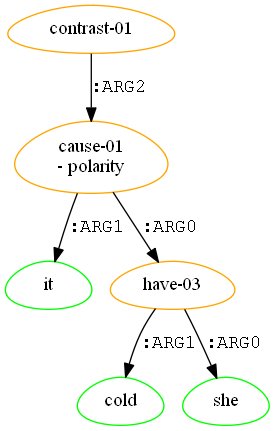 contrast-01
:ARG2
cause-01
- polarity
:ARG1 :ARG0
it have-03
:ARG1 :ARG0
cold she